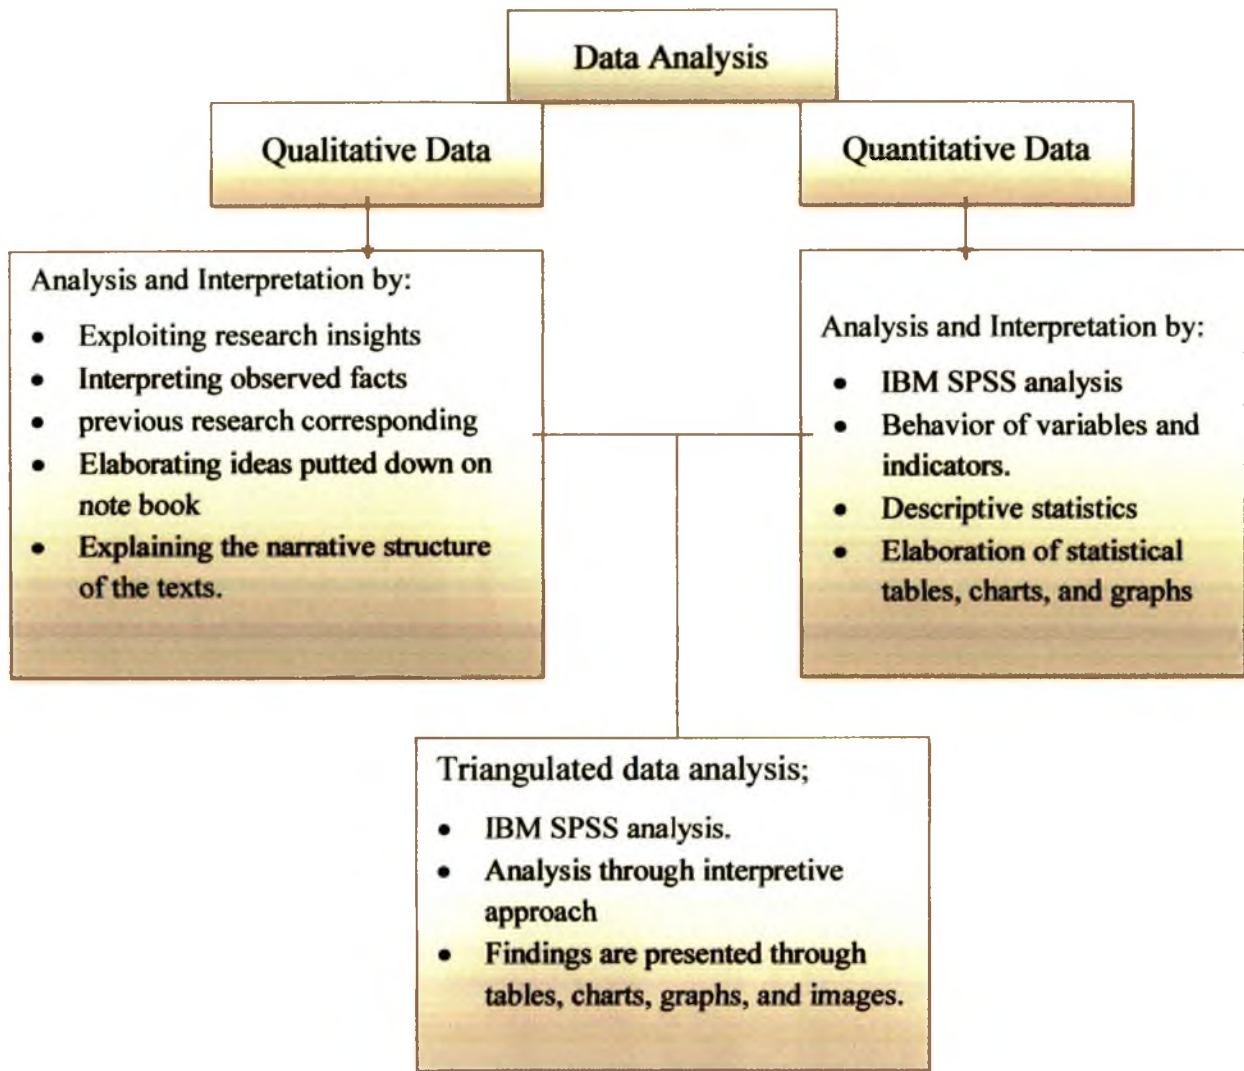 Data Analysis
Qualitative Data
Quantitative Data
Analysis and Interpretation by:
• Exploiting research insights
• Interpreting observed facts
• previous research corresponding
• Elaborating ideas putted down on
note book
• Explaining the narrative structure
of the texts.
Analysis and Interpretation by:
• IBM SPSS analysis
• Behavior of variables and
indicators.
• Descriptive statistics
• Elaboration of statistical
tables, charts, and graphs
Triangulated data analysis;
• IBM SPSS analysis.
• Analysis through interpretive
approach
• Findings are presented through
tables, charts, graphs, and images.